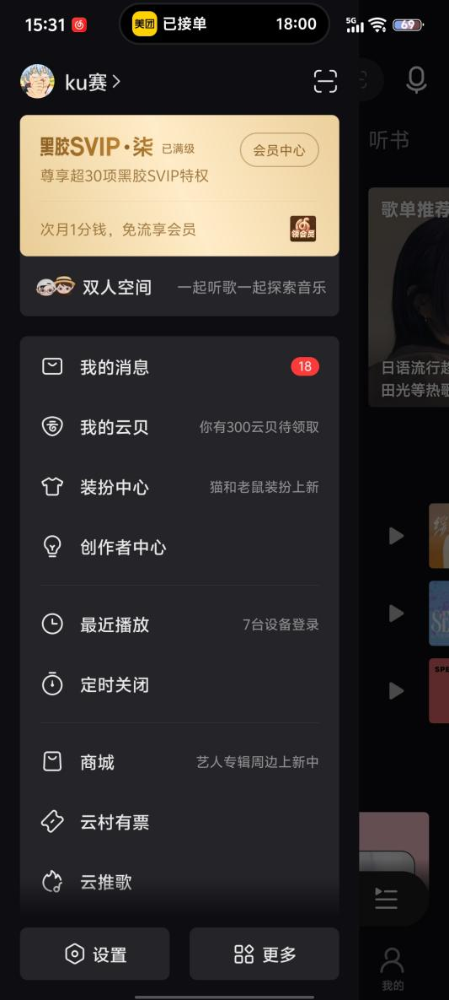 15:31
美团 已接单 18:00
5G 69
ku赛
听书
黑胶SVIP·柒 已满级
会员中心
尊享超30项黑胶SVIP特权
次月1分钱，免流享会员
领会员
歌单推荐
双人空间 一起听歌一起探索音乐
我的消息 18
日语流行超
田光等热歌
我的云贝 你有300云贝待领取
装扮中心 猫和老鼠装扮上新
创作者中心
最近播放 7台设备登录
定时关闭
SPE
商城 艺人专辑周边上新中
云村有票
云推歌
设置
更多
我的